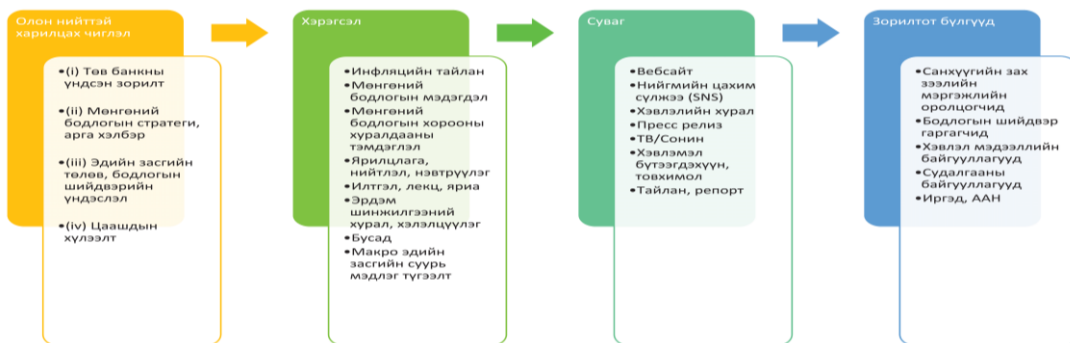 Олон нийттэй
харилцах чиглэл
•(i) Төв банкны
үндсэн зорилт
•(ii) Мөнгөний
бодлогын стратеги,
арга хэлбэр
•(iii) Эдийн засгийн
төлөв, бодлогын
шийдвэрийн
үндэслэл
•(iv) Цаашдын
хүлээлт
Хэрэгсэл
•Инфляцийн тайлан
•Мөнгөний
бодлогын мэдэгдэл
•Мөнгөний
бодлогын хорооны
хуралдааны
тэмдэглэл
•Ярилцлага,
нийтлэл, нэвтрүүлэг
•Илтгэл, лекц, яриа
•Эрдэм
шинжилгээний
хурал, хэлэлцүүлэг
•Бусад
•Макро эдийн
засгийн суурь
мэдлэг түгээлт
Суваг
•Вебсайт
•Нийгмийн цахим
сүлжээ (SNS)
•Хэвлэлийн хурал
•Пресс релиз
•ТВ/Сонин
•Хэвлэмэл
бүтээгдэхүүн,
товхимол
•Тайлан, репорт
Зорилтот бүлгүүд
•Санхүүгийн зах
зээлийн
мэргэжлийн
оролцогчид
•Бодлогын шийдвэр
гаргагчид
•Хэвлэл мэдээллийн
байгууллагууд
•Судалгааны
байгууллагууд
•Иргэд, ААН